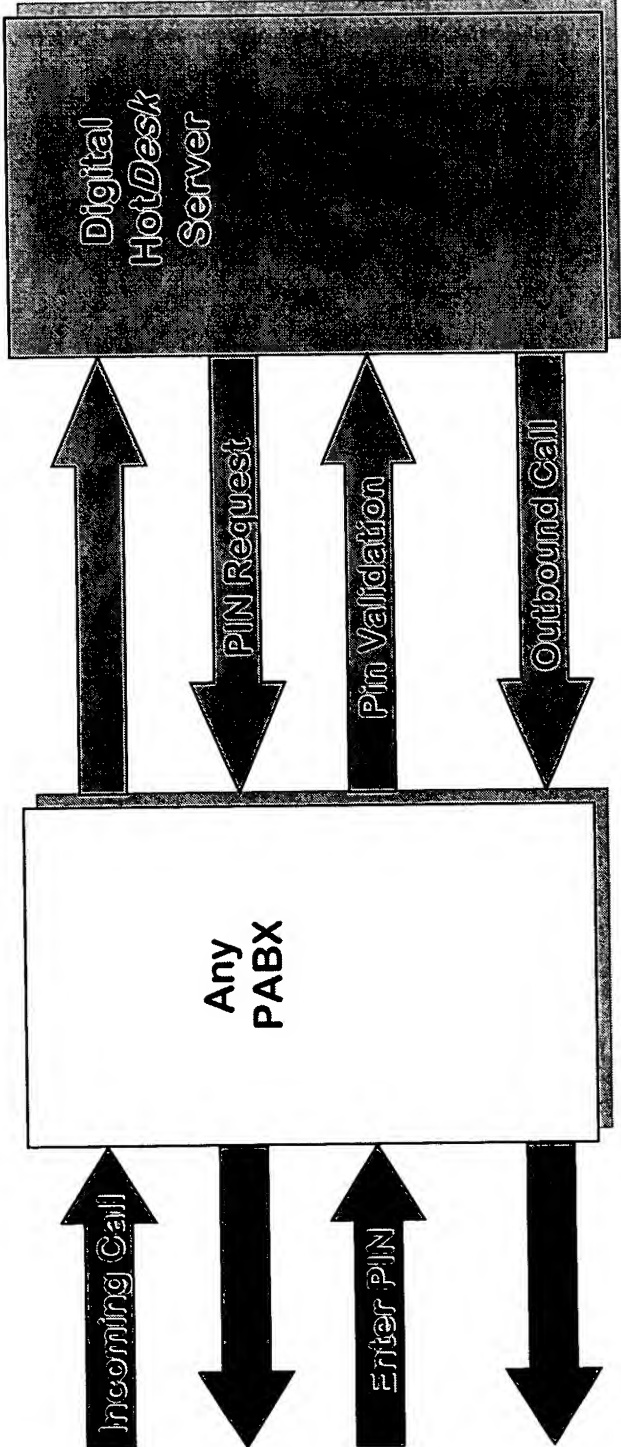 Incoming Call
Enter PIN
Any
PABX
PIN Request
Pin Validation
Outbound Call
Digital
HotDesk
Server